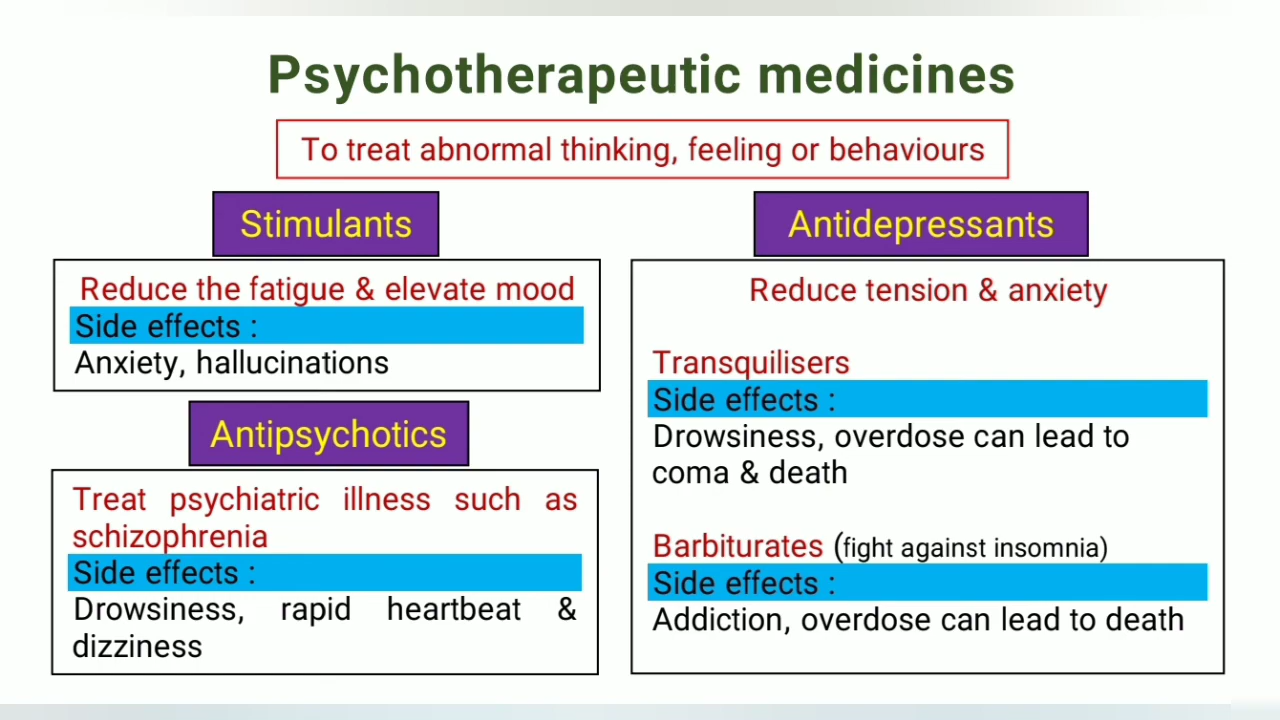 Psychotherapeutic medicines
To treat abnormal thinking, feeling or behaviours
Stimulants
Reduce the fatigue & elevate mood
Side effects :
Anxiety, hallucinations
Antipsychotics
Treat psychiatric illness such as
schizophrenia
Side effects :
Drowsiness, rapid heartbeat &
dizziness
Antidepressants
Reduce tension & anxiety
Transquilisers
Side effects :
Drowsiness, overdose can lead to
coma & death
Barbiturates (fight against insomnia)
Side effects :
Addiction, overdose can lead to death